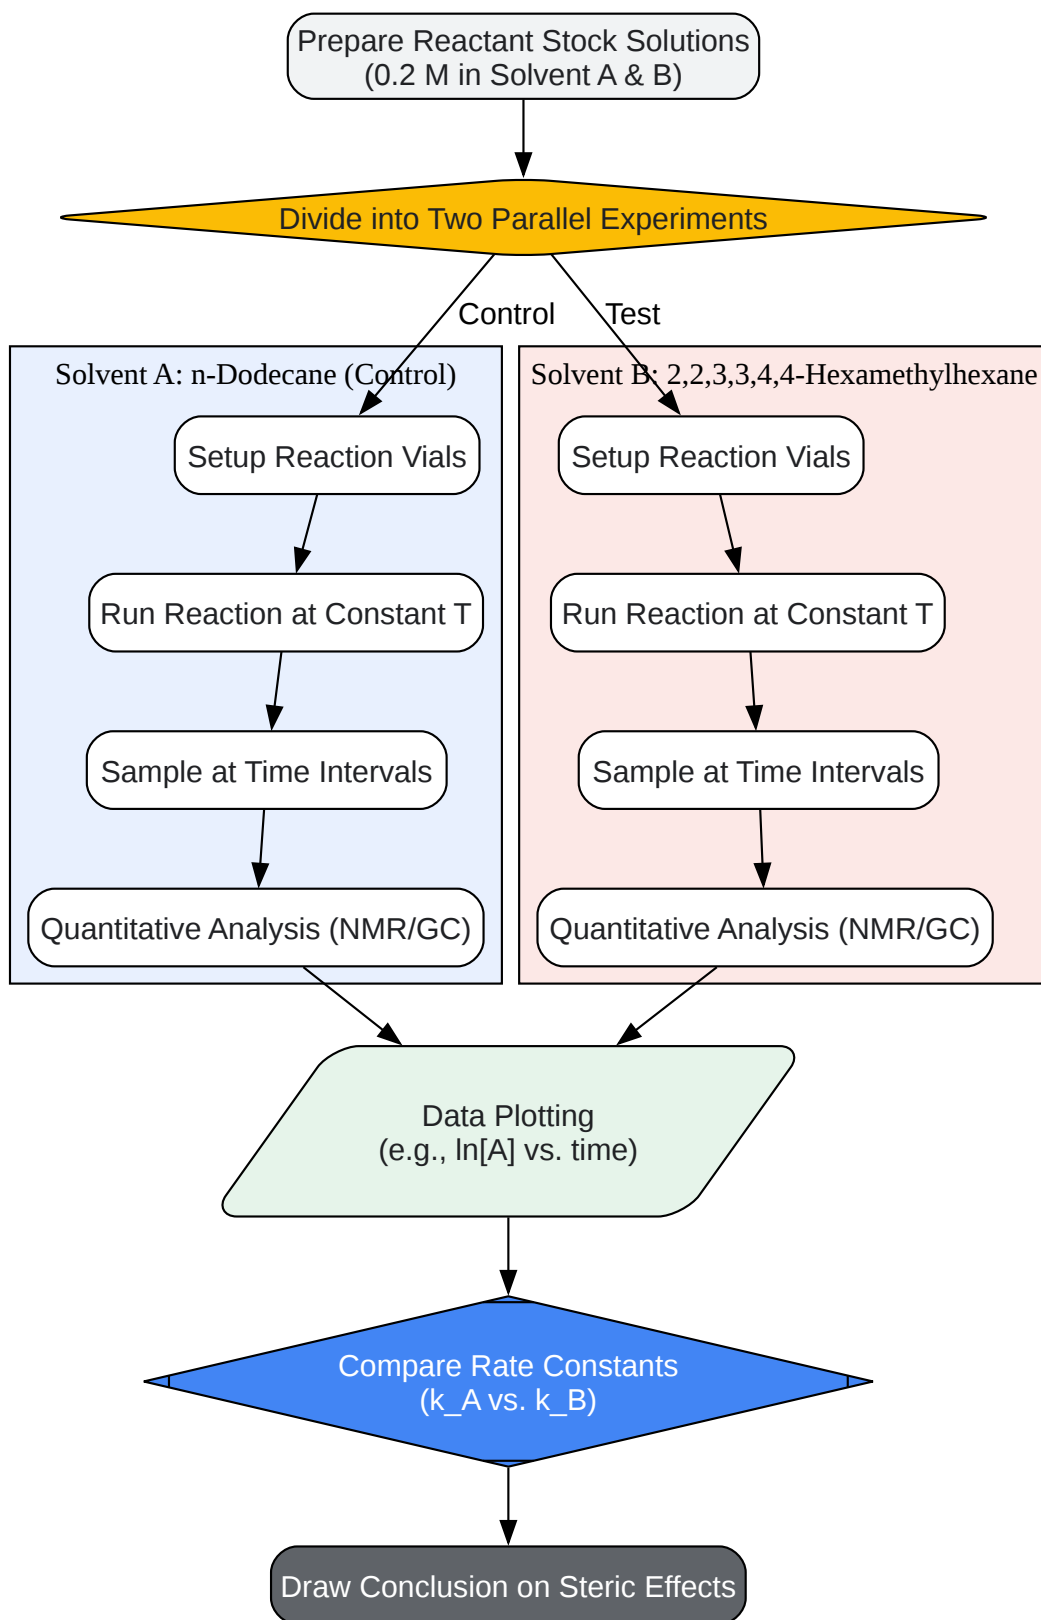 Prepare Reactant Stock Solutions
(0.2 M in Solvent A & B)
Divide into Two Parallel Experiments
Control
Test
Solvent A: n-Dodecane (Control)
Setup Reaction Vials
Run Reaction at Constant T
Sample at Time Intervals
Quantitative Analysis (NMR/GC)
Solvent B: 2,2,3,3,4,4-Hexamethylhexane
Setup Reaction Vials
Run Reaction at Constant T
Sample at Time Intervals
Quantitative Analysis (NMR/GC)
Data Plotting
(e.g., ln[A] vs. time)
Compare Rate Constants
(k_A vs. k_B)
Draw Conclusion on Steric Effects